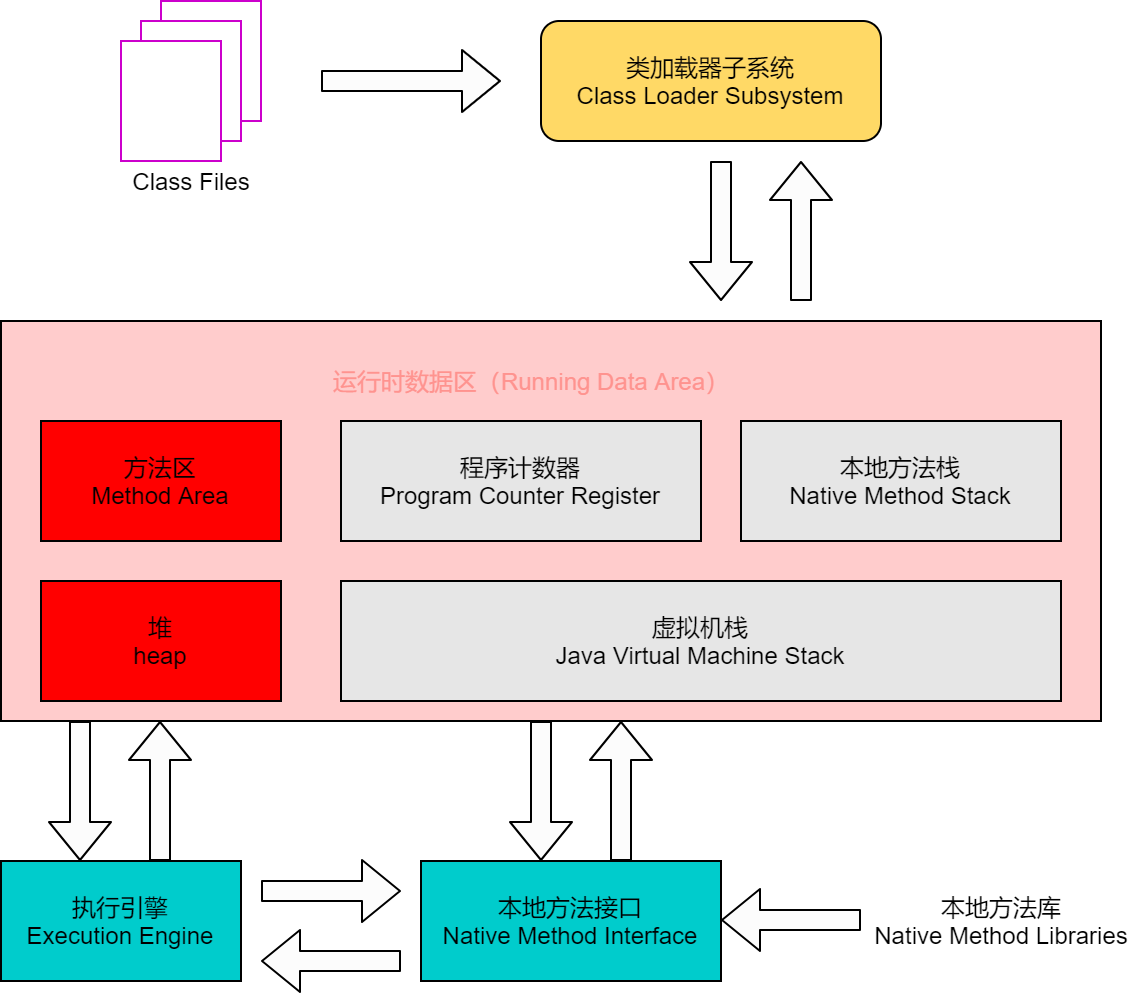 类加载器子系统
Class Loader Subsystem
Class Files
运行时数据区（Running Data Area）
方法区
Method Area
程序计数器
Program Counter Register
本地方法栈
Native Method Stack
堆
heap
虚拟机栈
Java Virtual Machine Stack
执行引擎
Execution Engine
本地方法接口
Native Method Interface
本地方法库
Native Method Libraries